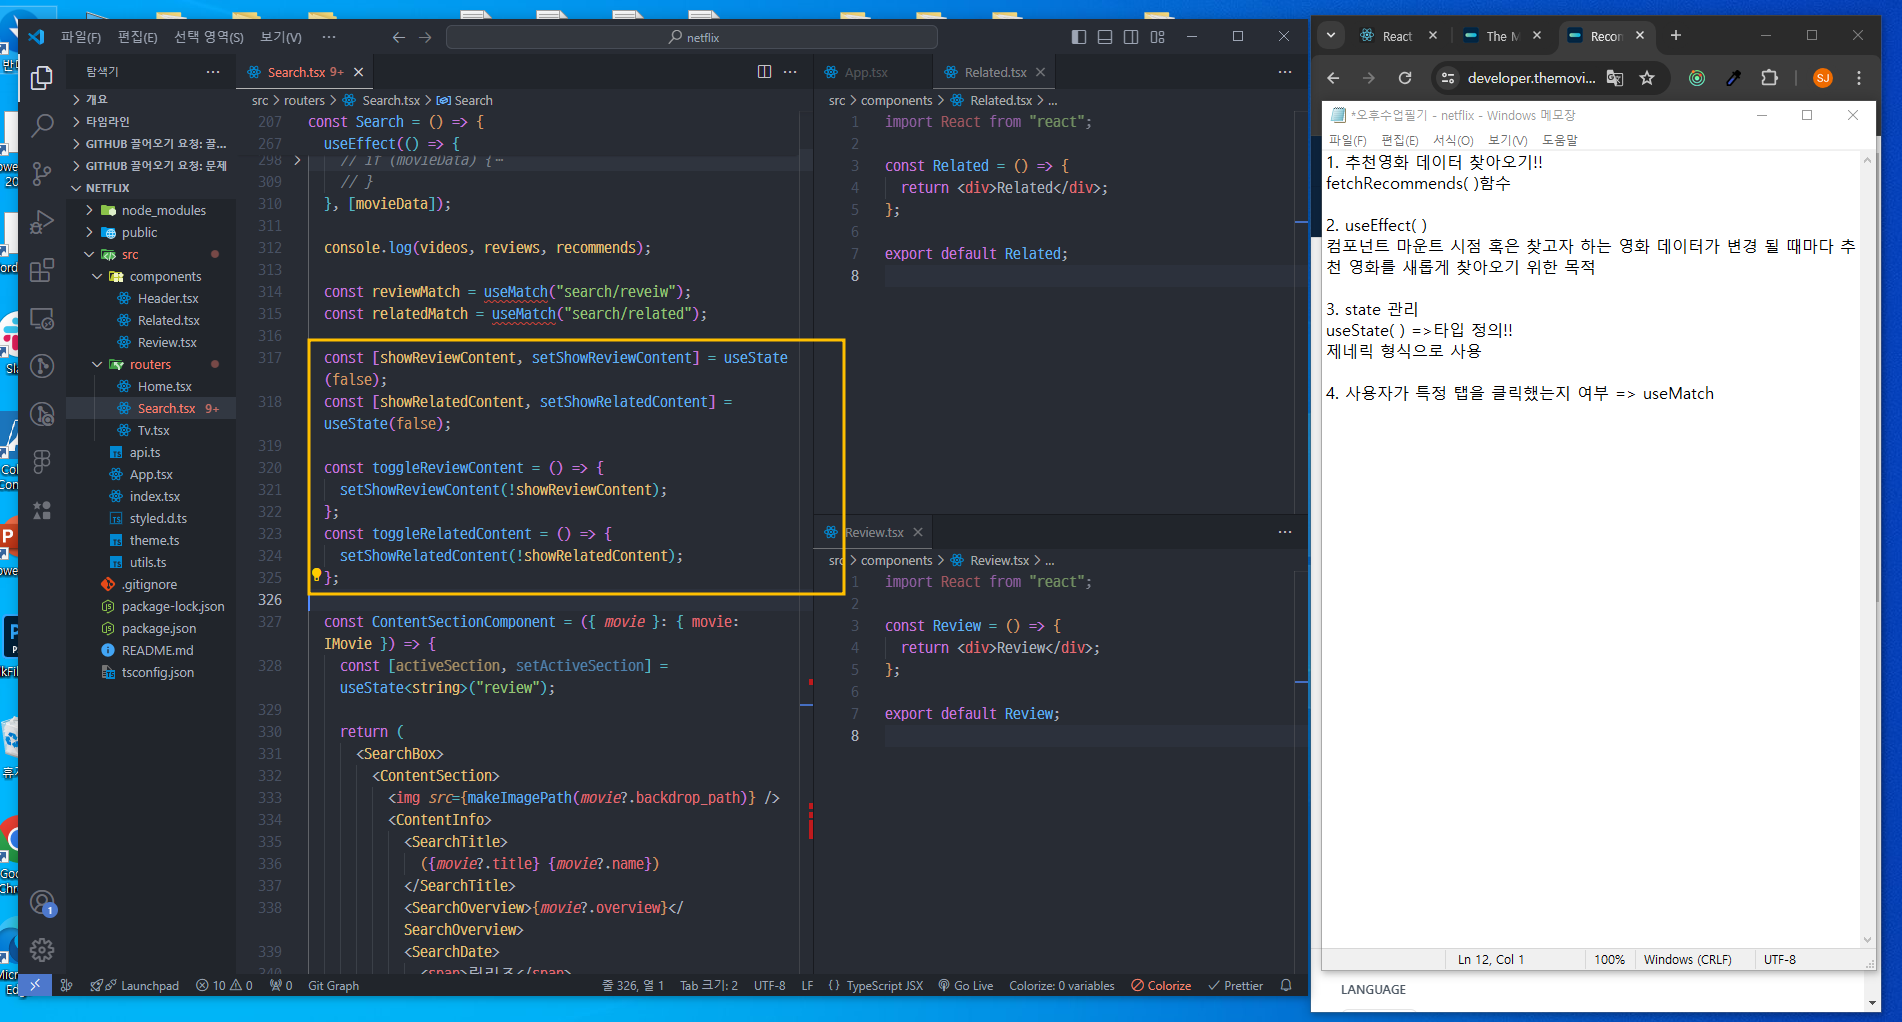 파일(F) 편집(E) 선택 영역(S) 보기(V) ···
netflix
탐색기
개요
타임라인
GITHUB 끌어오기 요청: 끌...
GITHUB 끌어오기 요청: 문제
NETFLIX
node_modules
public
src
components
Header.tsx
Related.tsx
Review.tsx
routers
Home.tsx
Search.tsx 9+
Tv.tsx
api.ts
App.tsx
index.tsx
styled.d.ts
theme.ts
utils.ts
.gitignore
package-lock.json
package.json
README.md
tsconfig.json
Search.tsx 9+
src > routers > Search.tsx > Search
207 const Search = () => {
267 useEffect(() => {
298 // if (movieData) { ···
309 // }
310 }, [movieData]);
311
312 console.log(videos, reviews, recommends);
313
314 const reviewMatch = useMatch("search/reveiw");
315 const relatedMatch = useMatch("search/related");
316
317 const [showReviewContent, setShowReviewContent] = useState
(false);
318 const [showRelatedContent, setShowRelatedContent] =
useState(false);
319
320 const toggleReviewContent = () => {
321 setShowReviewContent(!showReviewContent);
322 };
323 const toggleRelatedContent = () => {
324 setShowRelatedContent(!showRelatedContent);
325 };
326
327 const ContentSectionComponent = ({ movie }: { movie:
IMovie }) => {
328 const [activeSection, setActiveSection] =
useState<string>("review");
329
330 return (
331 <SearchBox>
332 <ContentSection>
333 <img src={makeImagePath(movie?.backdrop_path)} />
334 <ContentInfo>
335 <SearchTitle>
336 ({movie?.title} {movie?.name})
337 </SearchTitle>
338 <SearchOverview>{movie?.overview}</
SearchOverview>
339 <SearchDate>
340 <span>릴리즈</span>
App.tsx
Related.tsx
src > components > Related.tsx > ...
1 import React from "react";
2
3 const Related = () => {
4 return <div>Related</div>;
5 };
6
7 export default Related;
8
Review.tsx
src > components > Review.tsx > ...
1 import React from "react";
2
3 const Review = () => {
4 return <div>Review</div>;
5 };
6
7 export default Review;
8
1
Launchpad
10 0
0
Git Graph
줄 326, 열 1
Tab 크기: 2
UTF-8
LF
{ } TypeScript JSX
Go Live
Colorize: 0 variables
Colorize
Prettier
React
The M
Recon
developer.themovi...
SJ
*오후수업필기 - netflix - Windows 메모장
파일(F) 편집(E) 서식(O) 보기(V) 도움말
1. 추천영화 데이터 찾아오기!!
fetchRecommends( )함수
2. useEffect( )
컴포넌트 마운트 시점 혹은 찾고자 하는 영화 데이터가 변경 될 때마다 추
천 영화를 새롭게 찾아오기 위한 목적
3. state 관리
useState( ) =>타입 정의!!
제네릭 형식으로 사용
4. 사용자가 특정 탭을 클릭했는지 여부 => useMatch
Ln 12, Col 1
100%
Windows (CRLF)
UTF-8
LANGUAGE